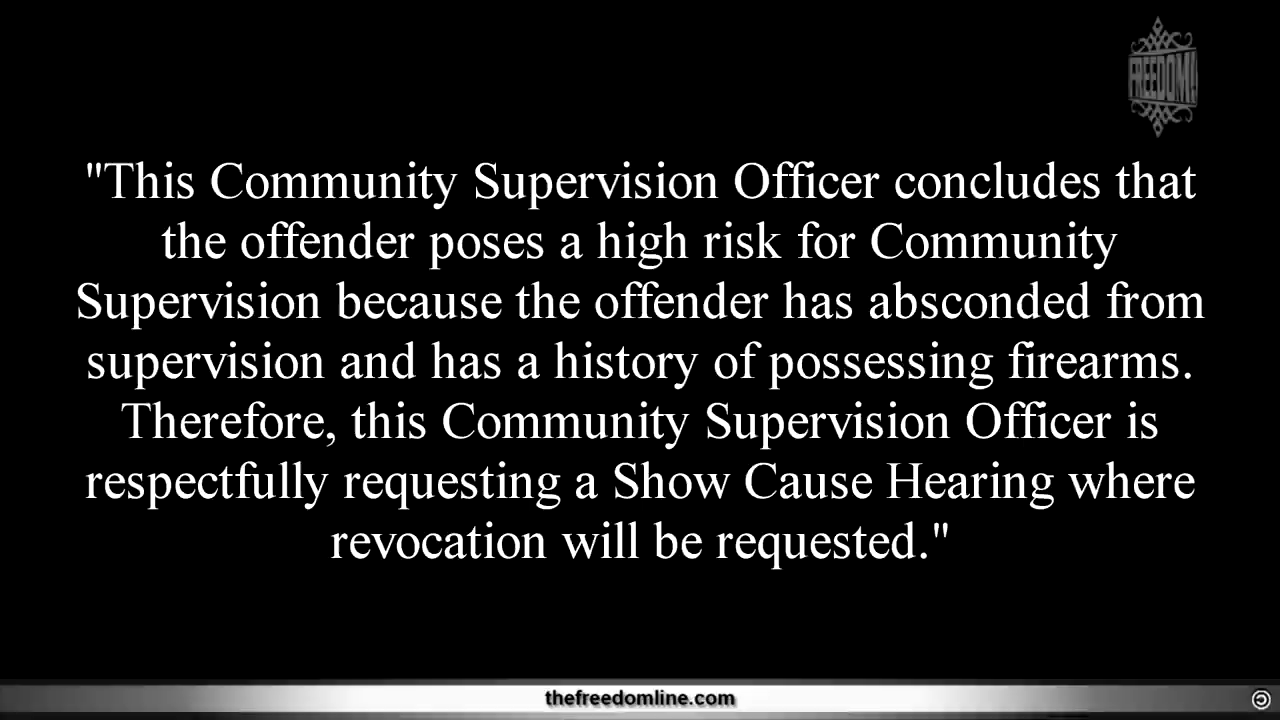 FREEDOM!
"This Community Supervision Officer concludes that
the offender poses a high risk for Community
Supervision because the offender has absconded from
supervision and has a history of possessing firearms.
Therefore, this Community Supervision Officer is
respectfully requesting a Show Cause Hearing where
revocation will be requested."
thefreedomline.com